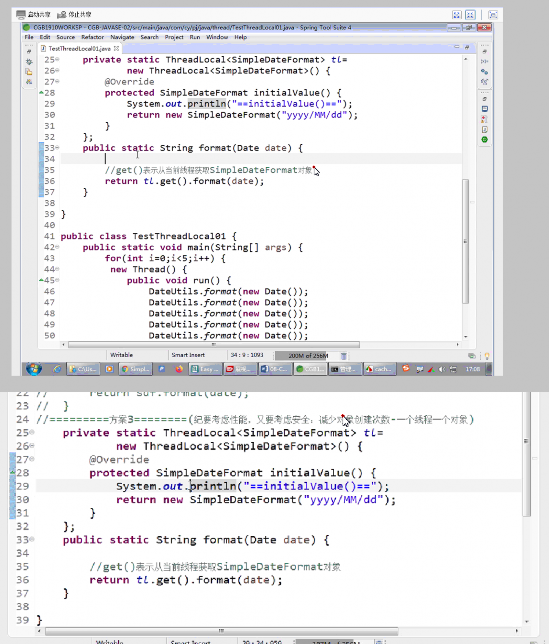 启动共享 停止共享
CGB1910WORKSP - CGB-JAVASE-02/src/main/java/com/cy/pj/java/thread/TestThreadLocal01.java - Spring Tool Suite 4
File Edit Source Refactor Navigate Search Project Run Window Help
TestThreadLocal01.java
25 private static ThreadLocal<SimpleDateFormat> tl=
26 new ThreadLocal<SimpleDateFormat>() {
27 @Override
28 protected SimpleDateFormat initialValue() {
29 System.out.println("==initialValue()==");
30 return new SimpleDateFormat("yyyy/MM/dd");
31 }
32 };
33 public static String format(Date date) {
34
35 //get()表示从当前线程获取SimpleDateFormat对象
36 return tl.get().format(date);
37 }
38
39 }
40
41 public class TestThreadLocal01 {
42 public static void main(String[] args) {
43 for(int i=0;i<5;i++) {
44 new Thread() {
45 public void run() {
46 DateUtils.format(new Date());
47 DateUtils.format(new Date());
48 DateUtils.format(new Date());
49 DateUtils.format(new Date());
50 DateUtils.format(new Date());
Writable Smart Insert 34 : 9 : 1093 200M of 256M
17:08
22 // return sdf.format(date);
23 // }
24 //=========方案3========(既要考虑性能，又要考虑安全：减少对象创建次数-一个线程一个对象)
25 private static ThreadLocal<SimpleDateFormat> tl=
26 new ThreadLocal<SimpleDateFormat>() {
27 @Override
28 protected SimpleDateFormat initialValue() {
29 System.out.println("==initialValue()==");
30 return new SimpleDateFormat("yyyy/MM/dd");
31 }
32 };
33 public static String format(Date date) {
34
35 //get()表示从当前线程获取SimpleDateFormat对象
36 return tl.get().format(date);
37 }
38
39 }
Writable Smart Insert